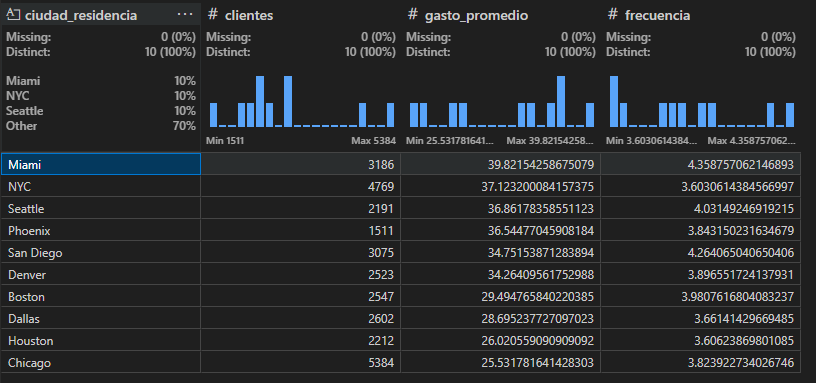 ciudad_residencia ... # clientes # gasto_promedio # frecuencia
Missing: 0 (0%) Missing: 0 (0%) Missing: 0 (0%) Missing: 0 (0%)
Distinct: 10 (100%) Distinct: 10 (100%) Distinct: 10 (100%) Distinct: 10 (100%)
Miami 10%
NYC 10%
Seattle 10%
Other 70%
Min 1511 Max 5384 Min 25.531781641... Max 39.82154258... Min 3.6030614384... Max 4.358757062...
Miami 3186 39.82154258675079 4.358757062146893
NYC 4769 37.123200084157375 3.6030614384566997
Seattle 2191 36.86178358551123 4.03149246919215
Phoenix 1511 36.54477045908184 3.843150231634679
San Diego 3075 34.75153871283894 4.264065040650406
Denver 2523 34.26409561752988 3.896551724137931
Boston 2547 29.494765840220385 3.9807616804083237
Dallas 2602 28.695237727097023 3.66141429669485
Houston 2212 26.020559090909092 3.60623869801085
Chicago 5384 25.531781641428303 3.823922734026746